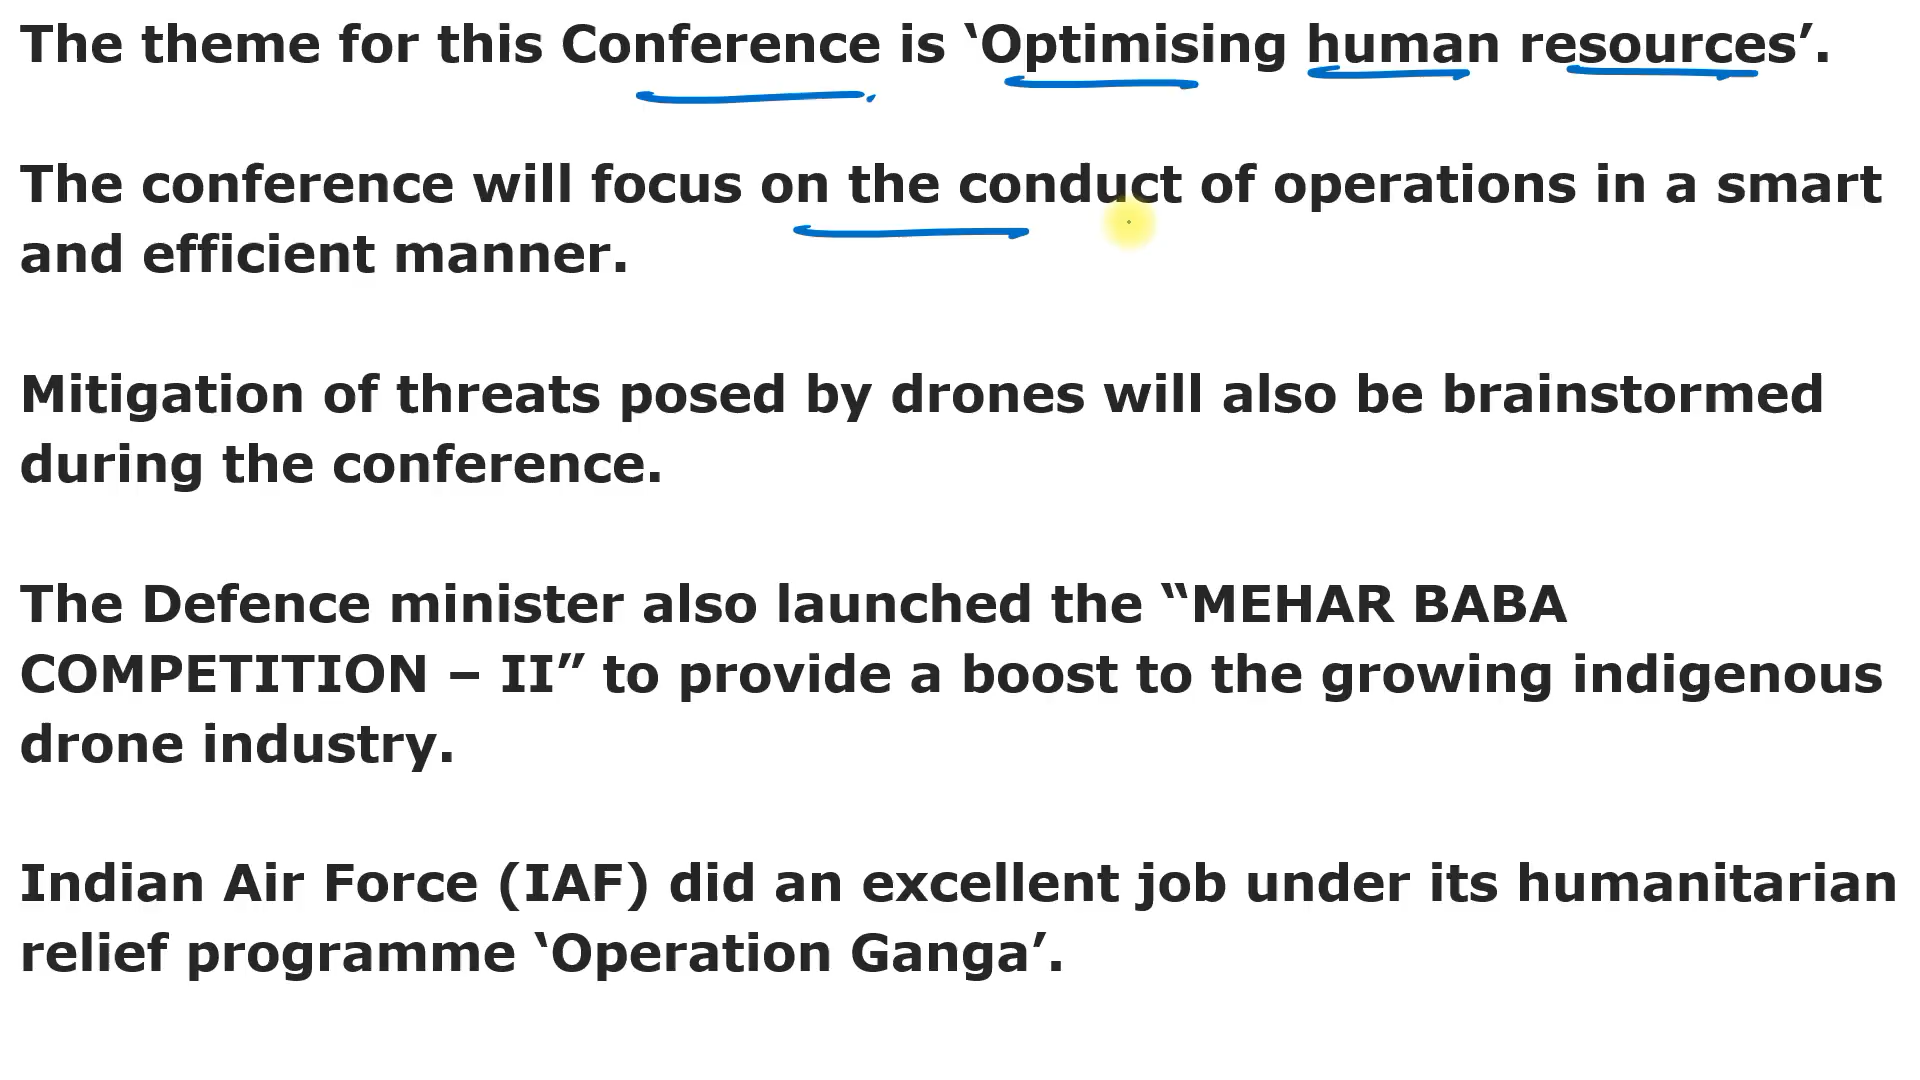 The theme for this Conference is ‘Optimising human resources’.
The conference will focus on the conduct of operations in a smart
and efficient manner.
Mitigation of threats posed by drones will also be brainstormed
during the conference.
The Defence minister also launched the “MEHAR BABA
COMPETITION – II” to provide a boost to the growing indigenous
drone industry.
Indian Air Force (IAF) did an excellent job under its humanitarian
relief programme ‘Operation Ganga’.